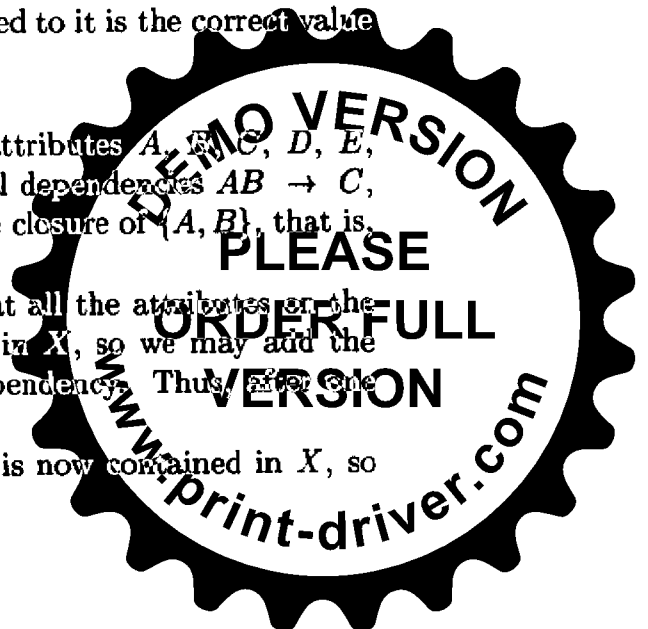 ed to it is the correct value
ttributes A, B, C, D, E,
l dependencies AB → C,
e closure of {A, B}, that is,
at all the attributes on the
in X, so we may add the
pendency. Thus, after one
is now contained in X, so
DEMO VERSION
PLEASE
ORDER FULL
VERSION
www.print-driver.com